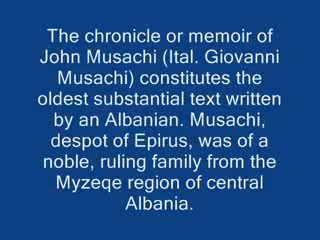 The chronicle or memoir of
John Musachi (Ital. Giovanni
Musachi) constitutes the
oldest substantial text written
by an Albanian. Musachi,
despot of Epirus, was of a
noble, ruling family from the
Myzeqe region of central
Albania.